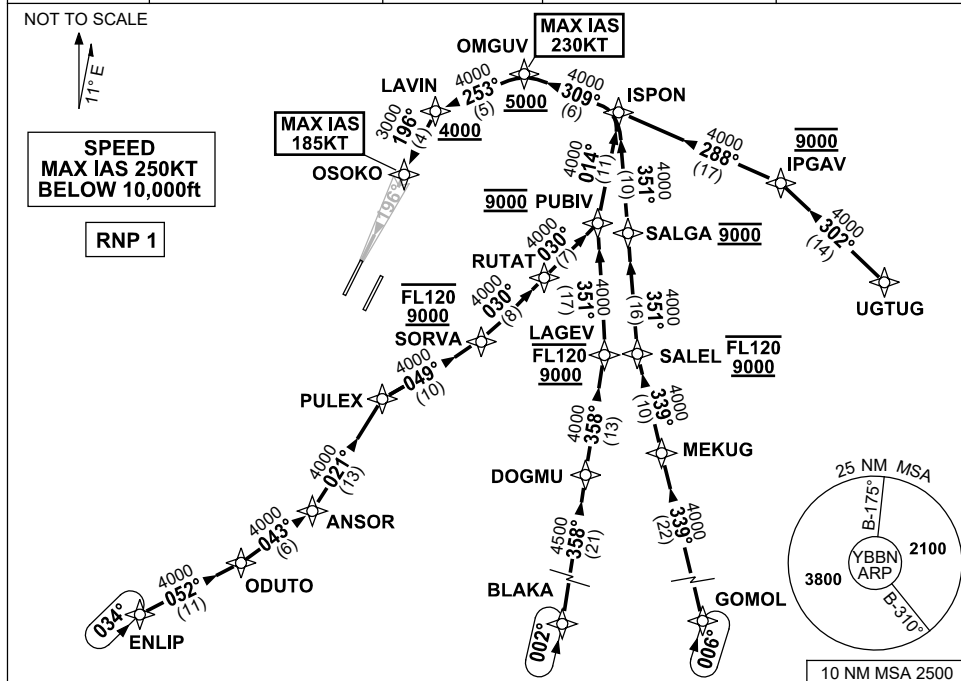 NOT TO SCALE
11° E
SPEED
MAX IAS 250KT
BELOW 10,000ft
RNP 1
MAX IAS
230KT
OMGUV
5000
LAVIN
4000
4000
253°
(5)
4000
309°
(6)
ISPON
MAX IAS
185KT
OSOKO
3000
196°
(4)
196°
4000
288°
(17)
9000
IPGAV
4000
302°
(14)
UGTUG
4000
014°
(11)
4000
351°
(10)
9000 PUBIV
SALGA 9000
RUTAT
4000
030°
(7)
FL120
9000
SORVA
4000
030°
(8)
4000
351°
(17)
4000
351°
(16)
LAGEV
FL120
9000
SALEL
FL120
9000
PULEX
4000
049°
(10)
4000
358°
(13)
4000
339°
(10)
DOGMU
MEKUG
4000
021°
(13)
ANSOR
4000
043°
(6)
ODUTO
4000
052°
(11)
034°
ENLIP
4500
358°
(21)
BLAKA
002°
4000
339°
(22)
GOMOL
006°
25 NM MSA
B-175°
YBBN
ARP
2100
3800
B-310°
10 NM MSA 2500